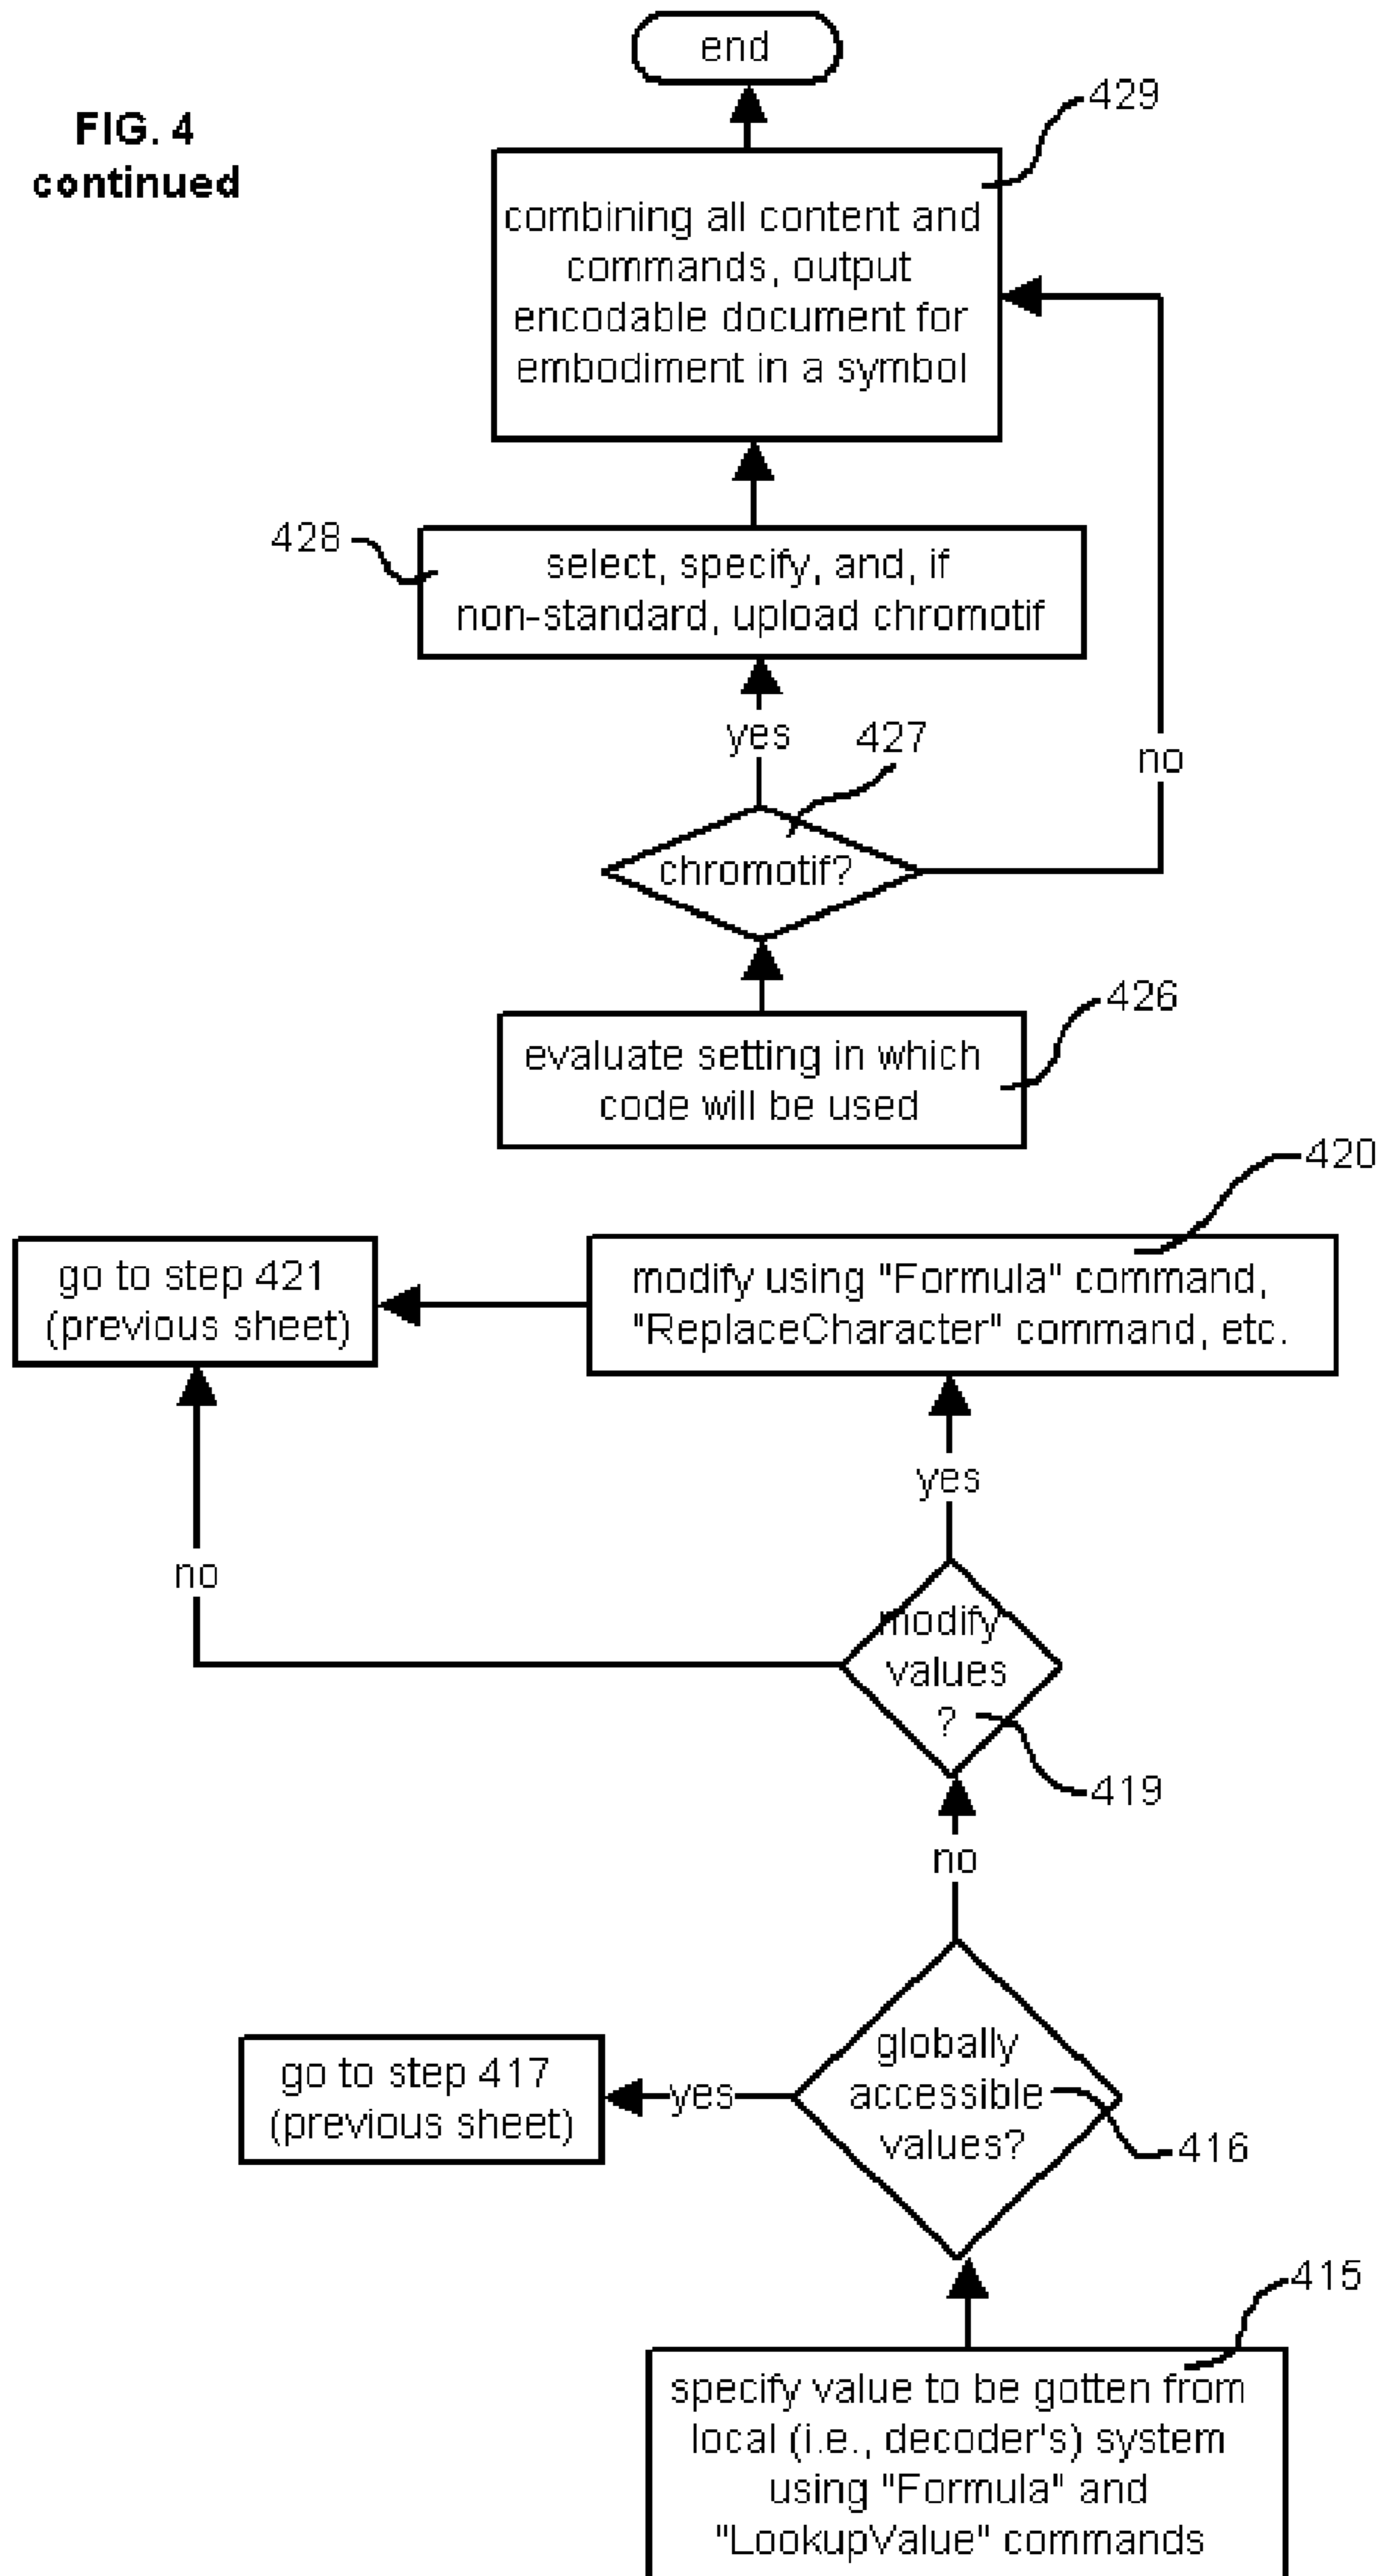 end
429
FIG. 4
continued
combining all content and
commands, output
encodable document for
embodiment in a symbol
428
select, specify, and, if
non-standard, upload chromotif
yes
427
no
chromotif?
426
evaluate setting in which
code will be used
420
go to step 421
(previous sheet)
modify using "Formula" command,
"ReplaceCharacter" command, etc.
yes
no
modify
values
?
419
no
globally
accessible
values?
go to step 417
(previous sheet)
yes
416
415
specify value to be gotten from
local (i.e., decoder's) system
using "Formula" and
"LookupValue" commands